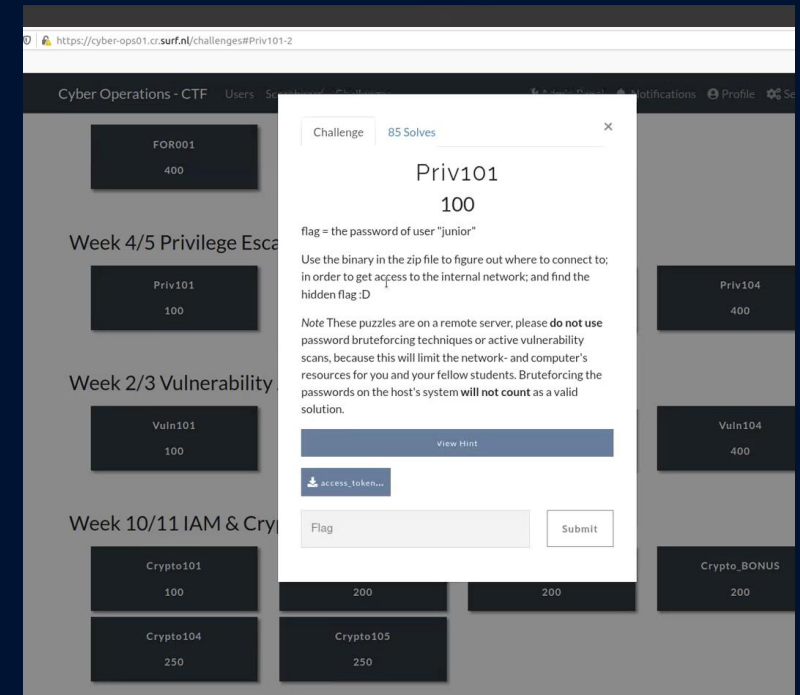 https://cyber-ops01.cr.surf.nl/challenges#Priv101-2
Cyber Operations - CTF Users Notifications Profile
FOR001
400
Challenge 85 Solves ×
Priv101
100
flag = the password of user "junior"
Use the binary in the zip file to figure out where to connect to;
in order to get access to the internal network; and find the
hidden flag :D
Note These puzzles are on a remote server, please do not use
password bruteforcing techniques or active vulnerability
scans, because this will limit the network- and computer's
resources for you and your fellow students. Bruteforcing the
passwords on the host's system will not count as a valid
solution.
View Hint
access_token...
Flag Submit
Week 4/5 Privilege Esca
Priv101
100
Priv104
400
Week 2/3 Vulnerability
Vuln101
100
Vuln104
400
Week 10/11 IAM & Cry
Crypto101
100
200
200
Crypto_BONUS
200
Crypto104
250
Crypto105
250